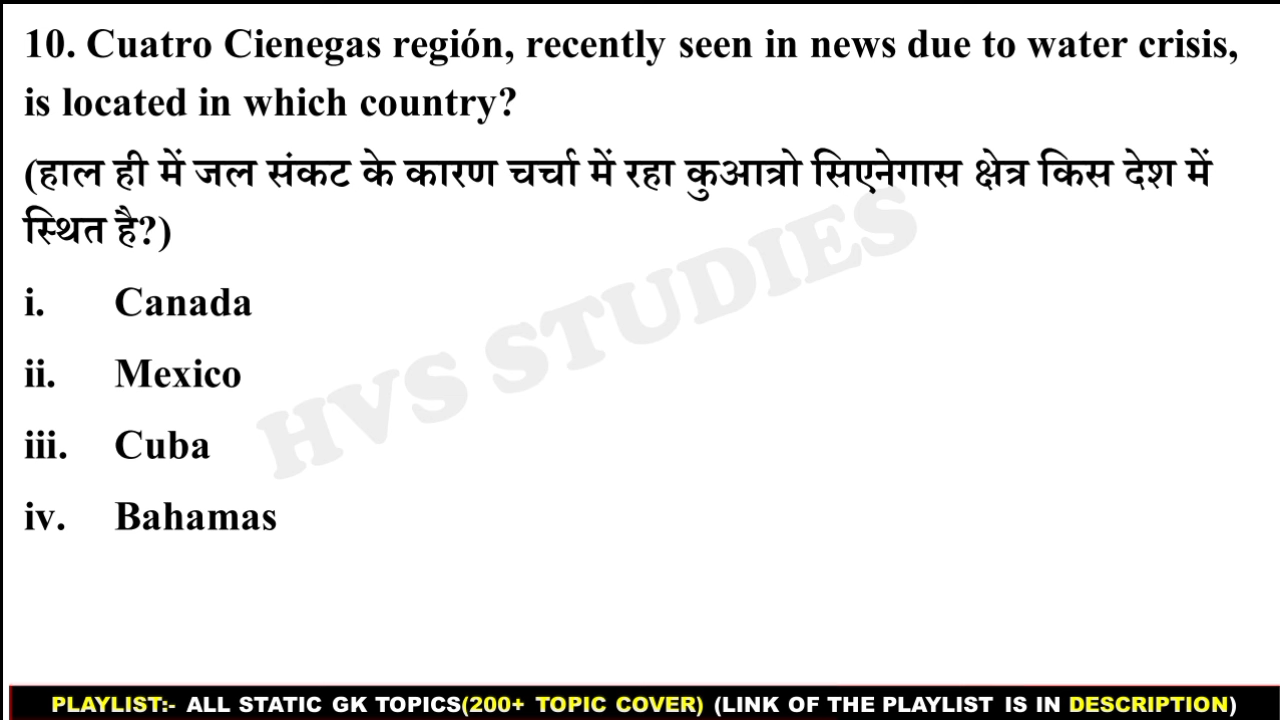 10. Cuatro Cienegas región, recently seen in news due to water crisis,
is located in which country?
(हाल ही में जल संकट के कारण चर्चा में रहा कुआत्रो सिएनेगास क्षेत्र किस देश में
स्थित है?)
i. Canada
ii. Mexico
iii. Cuba
iv. Bahamas
HVS STUDIES
PLAYLIST:- ALL STATIC GK TOPICS(200+ TOPIC COVER) (LINK OF THE PLAYLIST IS IN DESCRIPTION)